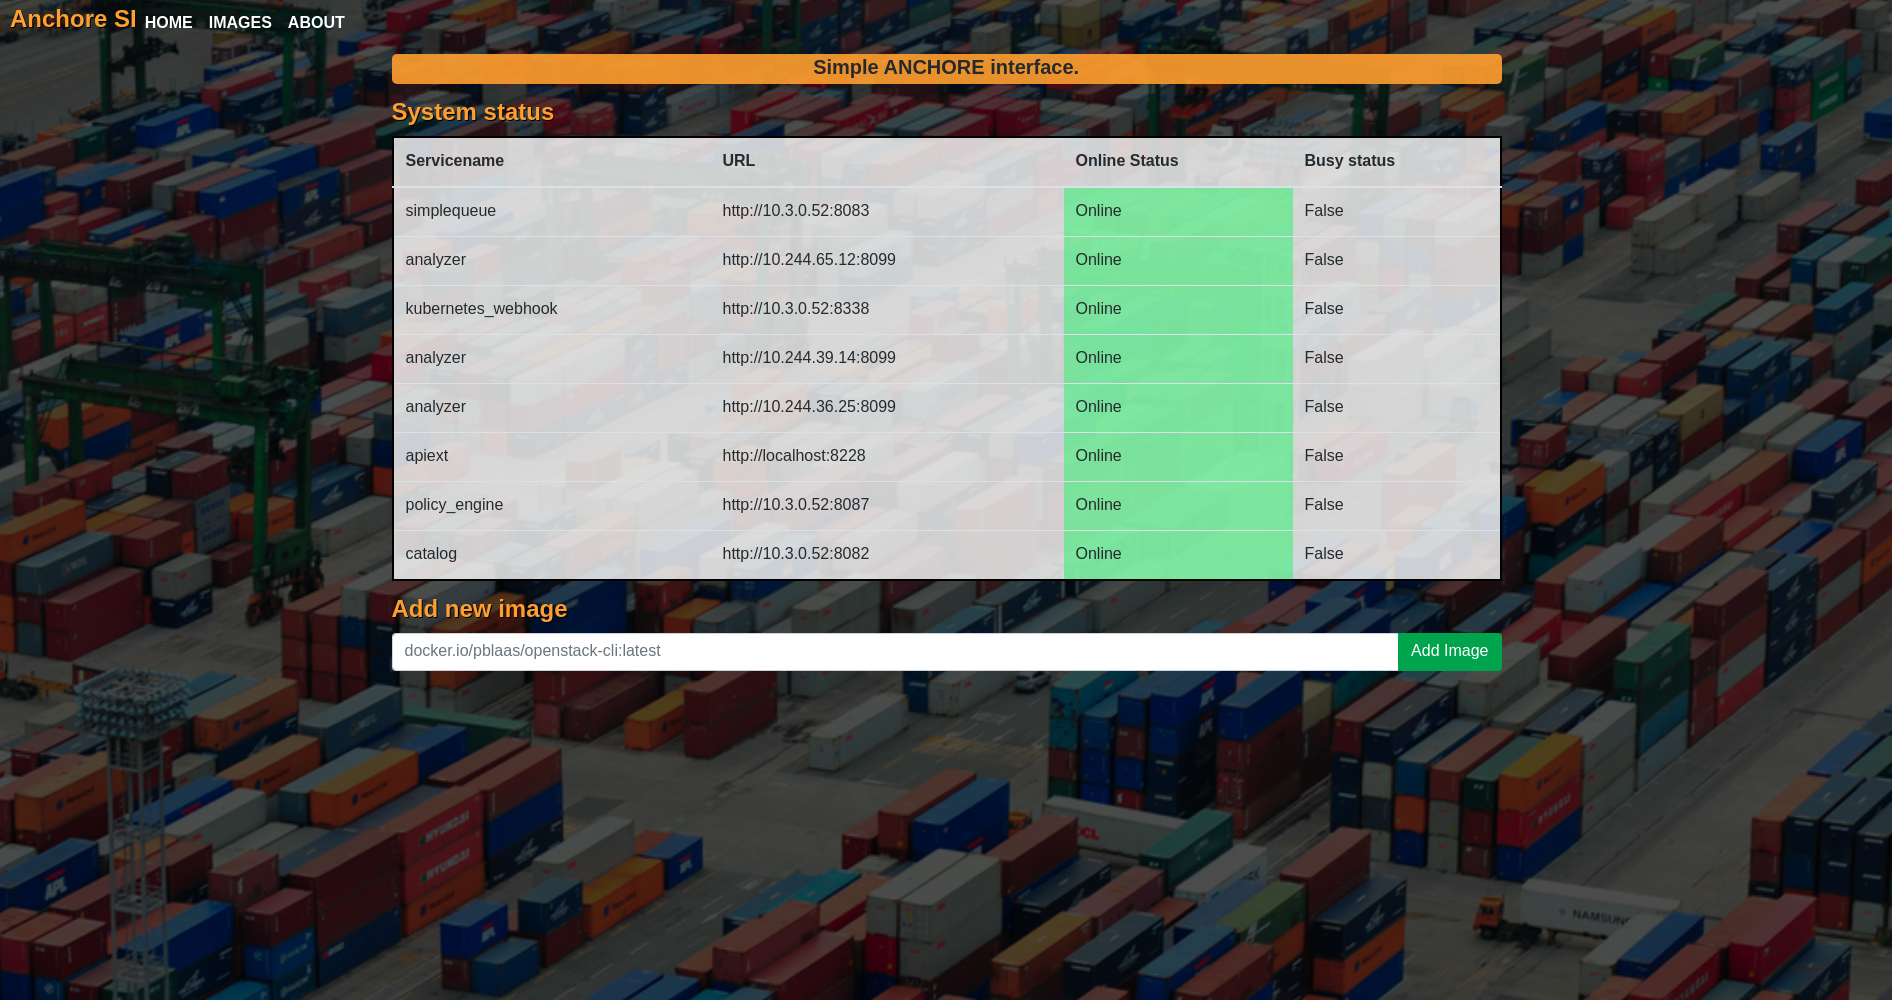 Anchore SI HOME IMAGES ABOUT
Simple ANCHORE interface.
System status
Servicename URL Online Status Busy status
simplequeue http://10.3.0.52:8083 Online False
analyzer http://10.244.65.12:8099 Online False
kubernetes_webhook http://10.3.0.52:8338 Online False
analyzer http://10.244.39.14:8099 Online False
analyzer http://10.244.36.25:8099 Online False
apiext http://localhost:8228 Online False
policy_engine http://10.3.0.52:8087 Online False
catalog http://10.3.0.52:8082 Online False
Add new image
docker.io/pblaas/openstack-cli:latest Add Image
APL
HYUNDAI
HYUNDAI
APL
NAMSUNG